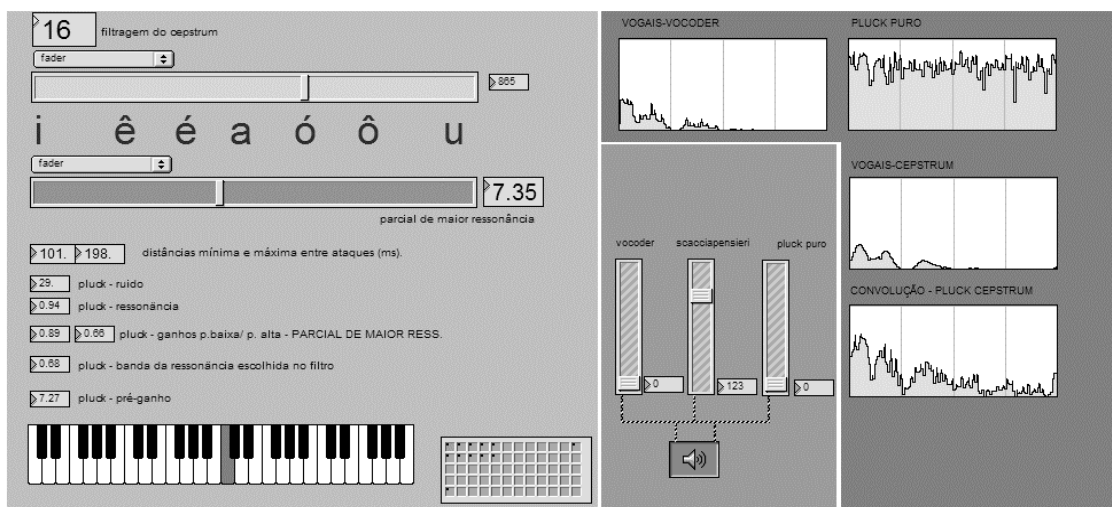 16 filtragem do cepstrum
fader
865
i ê é a ó ô u
fader
7.35
parcial de maior ressonância
101. 198. distâncias mínima e máxima entre ataques (ms).
29. pluck - ruido
0.94 pluck - ressonância
0.89 0.66 pluck - ganhos p.baixa/ p. alta - PARCIAL DE MAIOR RESS.
0.68 pluck - banda da ressonância escolhida no filtro
7.27 pluck - pré-ganho
VOGAIS-VOCODER
PLUCK PURO
vocoder scacciapensieri pluck puro
0 123 0
VOGAIS-CEPSTRUM
CONVOLUÇÃO - PLUCK CEPSTRUM